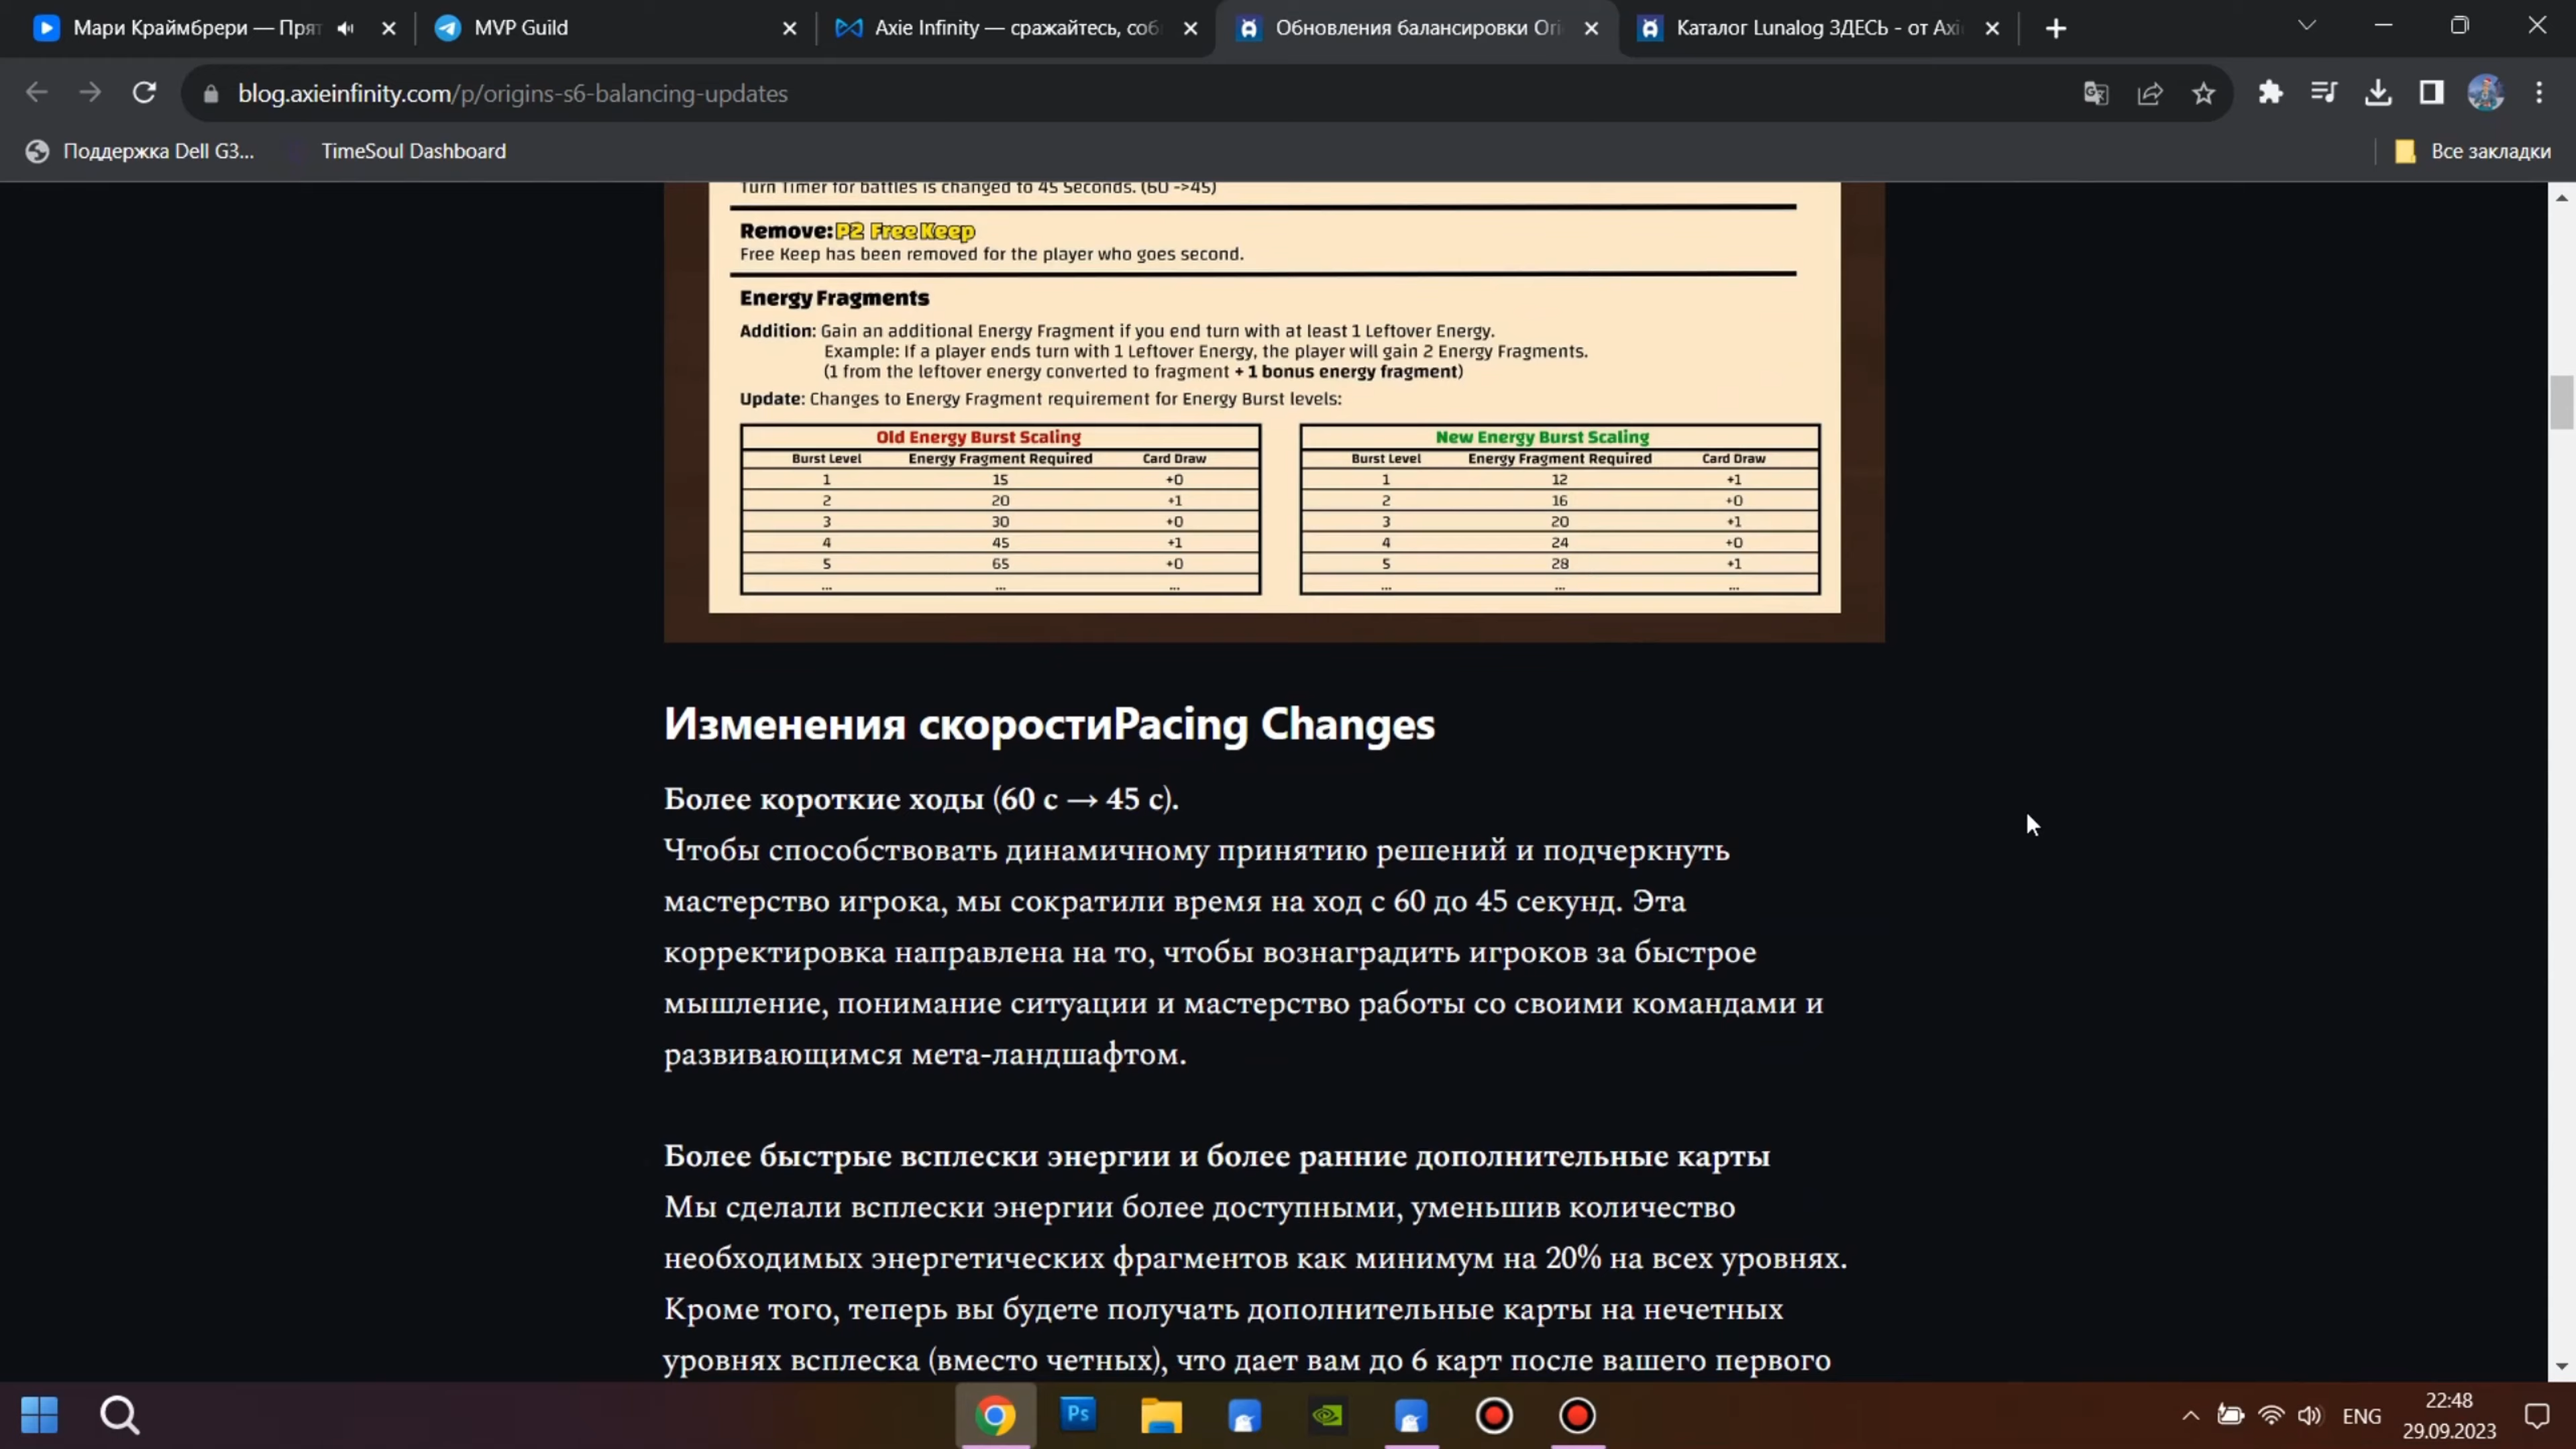 Мари Краймбрери — Прят
MVP Guild
Axie Infinity — сражайтесь, соб
Обновления балансировки Ori
Каталог Lunalog ЗДЕСЬ - от Axi
blog.axieinfinity.com/p/origins-s6-balancing-updates
Поддержка Dell G3...
TimeSoul Dashboard
Все закладки
Turn Timer for battles is changed to 45 Seconds. (60 ->45)
Remove: P2 Free Keep
Free Keep has been removed for the player who goes second.
Energy Fragments
Addition: Gain an additional Energy Fragment if you end turn with at least 1 Leftover Energy.
Example: If a player ends turn with 1 Leftover Energy, the player will gain 2 Energy Fragments.
(1 from the leftover energy converted to fragment + 1 bonus energy fragment)
Update: Changes to Energy Fragment requirement for Energy Burst levels:
Old Energy Burst Scaling
Burst Level Energy Fragment Required Card Draw
1 15 +0
2 20 +1
3 30 +0
4 45 +1
5 65 +0
... ... ...
New Energy Burst Scaling
Burst Level Energy Fragment Required Card Draw
1 12 +1
2 16 +0
3 20 +1
4 24 +0
5 28 +1
... ... ...
Изменения скоростиPacing Changes
Более короткие ходы (60 с → 45 с).
Чтобы способствовать динамичному принятию решений и подчеркнуть
мастерство игрока, мы сократили время на ход с 60 до 45 секунд. Эта
корректировка направлена на то, чтобы вознаградить игроков за быстрое
мышление, понимание ситуации и мастерство работы со своими командами и
развивающимся мета-ландшафтом.
Более быстрые всплески энергии и более ранние дополнительные карты
Мы сделали всплески энергии более доступными, уменьшив количество
необходимых энергетических фрагментов как минимум на 20% на всех уровнях.
Кроме того, теперь вы будете получать дополнительные карты на нечетных
уровнях всплеска (вместо четных), что дает вам до 6 карт после вашего первого
Ps
ENG
22:48
29.09.2023